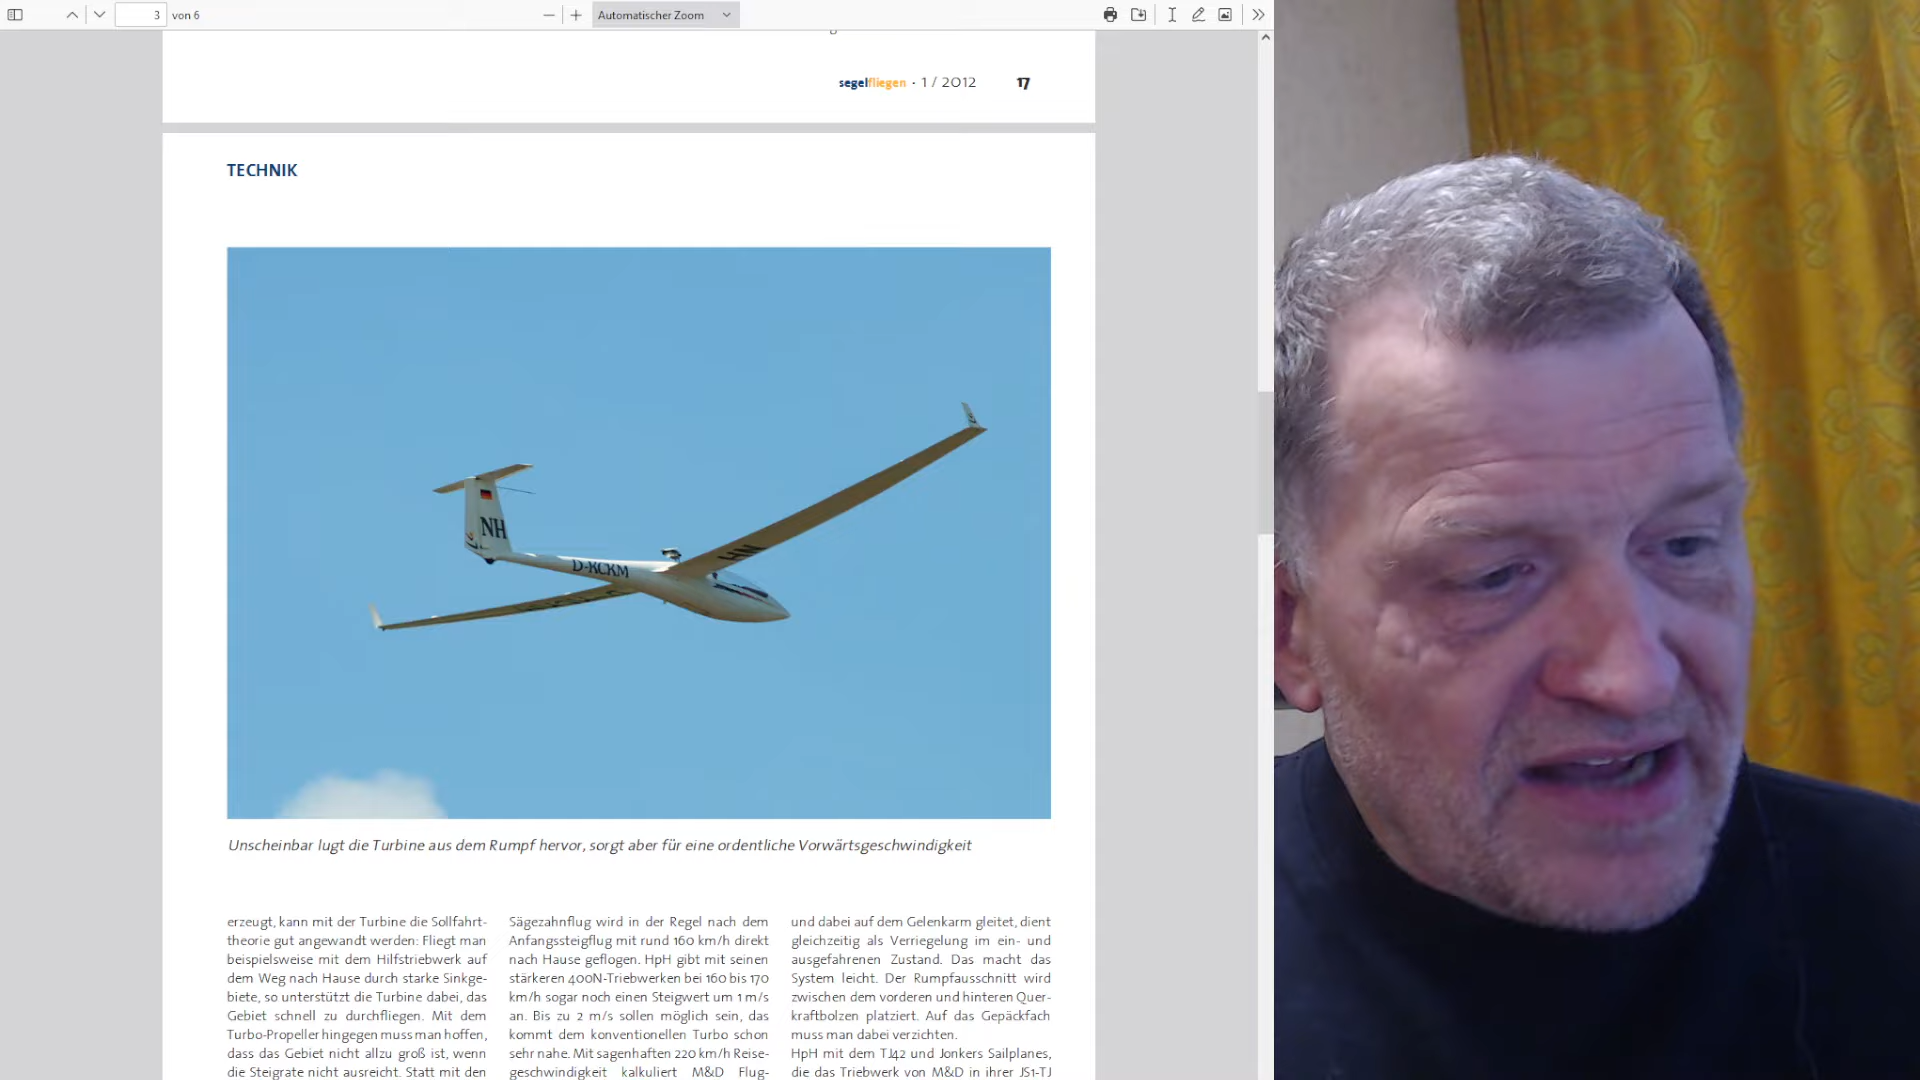 3 von 6 Automatischer Zoom
segelfliegen · 1 / 2012 17
TECHNIK
NH
NH
D-KCKM
Unscheinbar lugt die Turbine aus dem Rumpf hervor, sorgt aber für eine ordentliche Vorwärtsgeschwindigkeit
erzeugt, kann mit der Turbine die Sollfahrt-
theorie gut angewandt werden: Fliegt man
beispielsweise mit dem Hilfstriebwerk auf
dem Weg nach Hause durch starke Sinkge-
biete, so unterstützt die Turbine dabei, das
Gebiet schnell zu durchfliegen. Mit dem
Turbo-Propeller hingegen muss man hoffen,
dass das Gebiet nicht allzu groß ist, wenn
die Steigrate nicht ausreicht. Statt mit den
Sägezahnflug wird in der Regel nach dem
Anfangssteigflug mit rund 160 km/h direkt
nach Hause geflogen. HpH gibt mit seinen
stärkeren 400N-Triebwerken bei 160 bis 170
km/h sogar noch einen Steigwert um 1 m/s
an. Bis zu 2 m/s sollen möglich sein, das
kommt dem konventionellen Turbo schon
sehr nahe. Mit sagenhaften 220 km/h Reise-
geschwindigkeit kalkuliert M&D Flug-
und dabei auf dem Gelenkarm gleitet, dient
gleichzeitig als Verriegelung im ein- und
ausgefahrenen Zustand. Das macht das
System leicht. Der Rumpfausschnitt wird
zwischen dem vorderen und hinteren Quer-
kraftbolzen platziert. Auf das Gepäckfach
muss man dabei verzichten.
HpH mit dem TJ42 und Jonkers Sailplanes,
die das Triebwerk von M&D in ihrer JS1-TJ